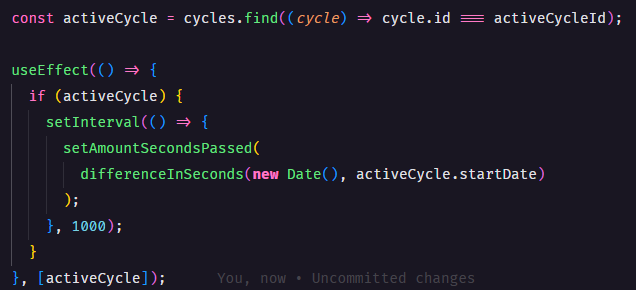 const activeCycle = cycles.find((cycle) => cycle.id === activeCycleId);
useEffect(() => {
if (activeCycle) {
setInterval(() => {
setAmountSecondsPassed(
differenceInSeconds(new Date(), activeCycle.startDate)
);
}, 1000);
}
}, [activeCycle]); You, now • Uncommitted changes